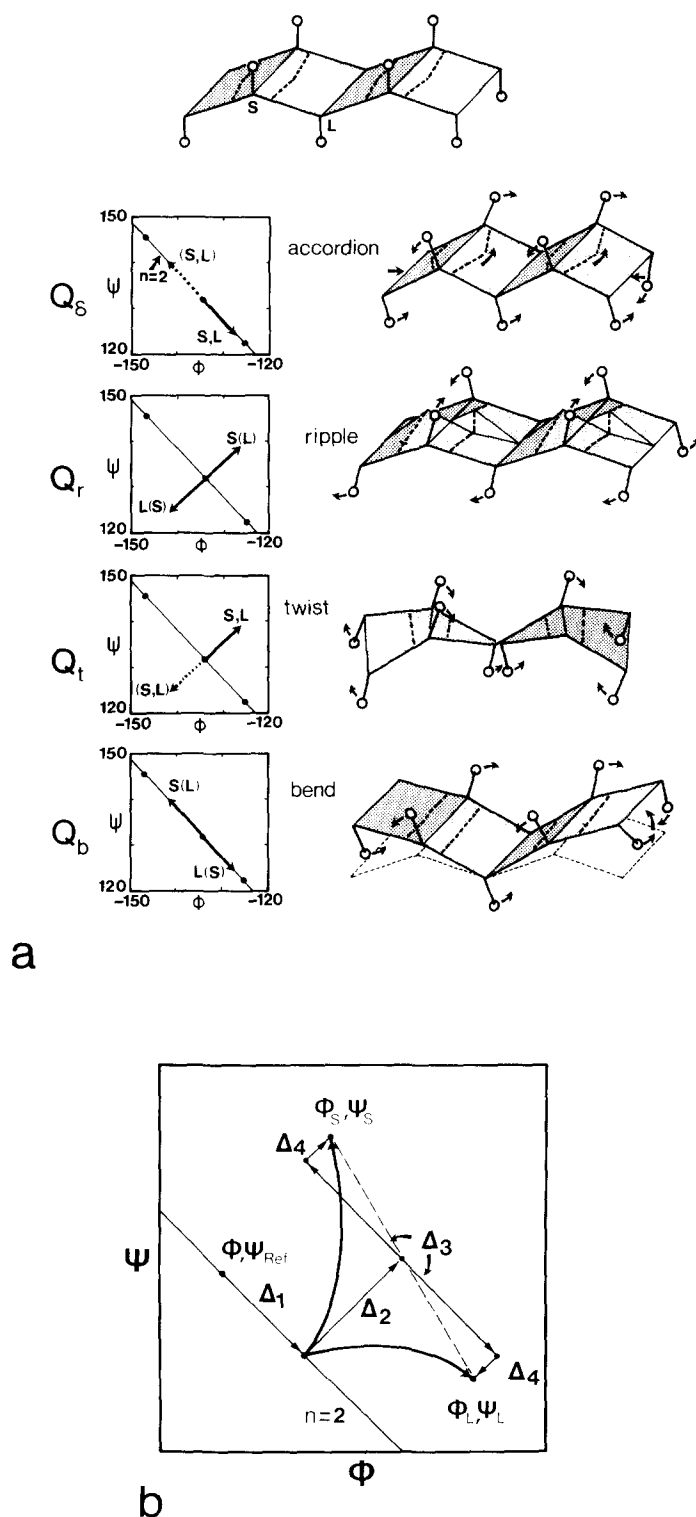 S
L
150
(S,L)
accordion
n=2
Qδ
ψ
S,L
120
-150
Φ
-120
150
S(L)
ripple
Qr
ψ
L(S)
120
-150
Φ
-120
150
S,L
twist
Qt
ψ
(S,L)
120
-150
Φ
-120
150
S(L)
bend
Qb
ψ
L(S)
120
-150
Φ
-120
a
ΦS,ΨS
Δ4
Φ,ΨRef
Δ3
Ψ
Δ1
Δ2
Δ4
ΦL,ΨL
n=2
Φ
b